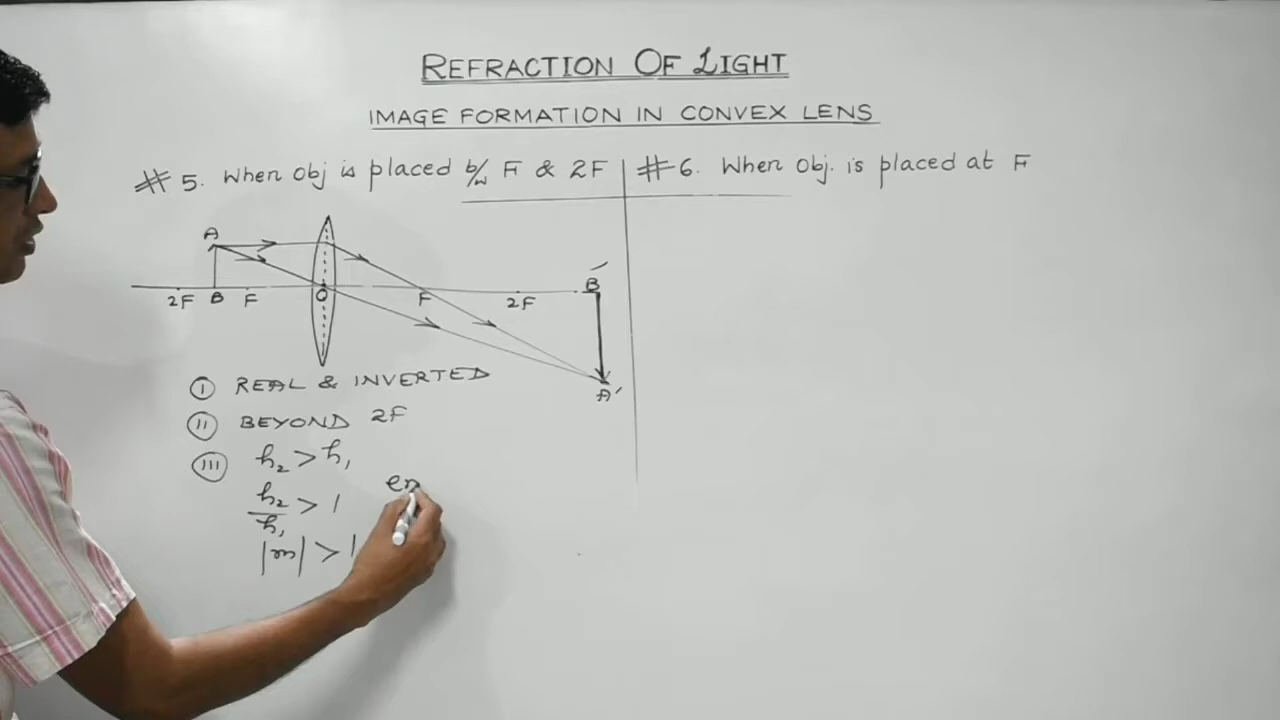 REFRACTION OF LIGHT
IMAGE FORMATION IN CONVEX LENS
# 5. When Obj is placed b/w F & 2F
A
2F B F O F 2F B'
A'
I REAL & INVERTED
II BEYOND 2F
III h₂ > h₁
h₂/h₁ > 1
|m| > 1
en
# 6. When Obj. is placed at F